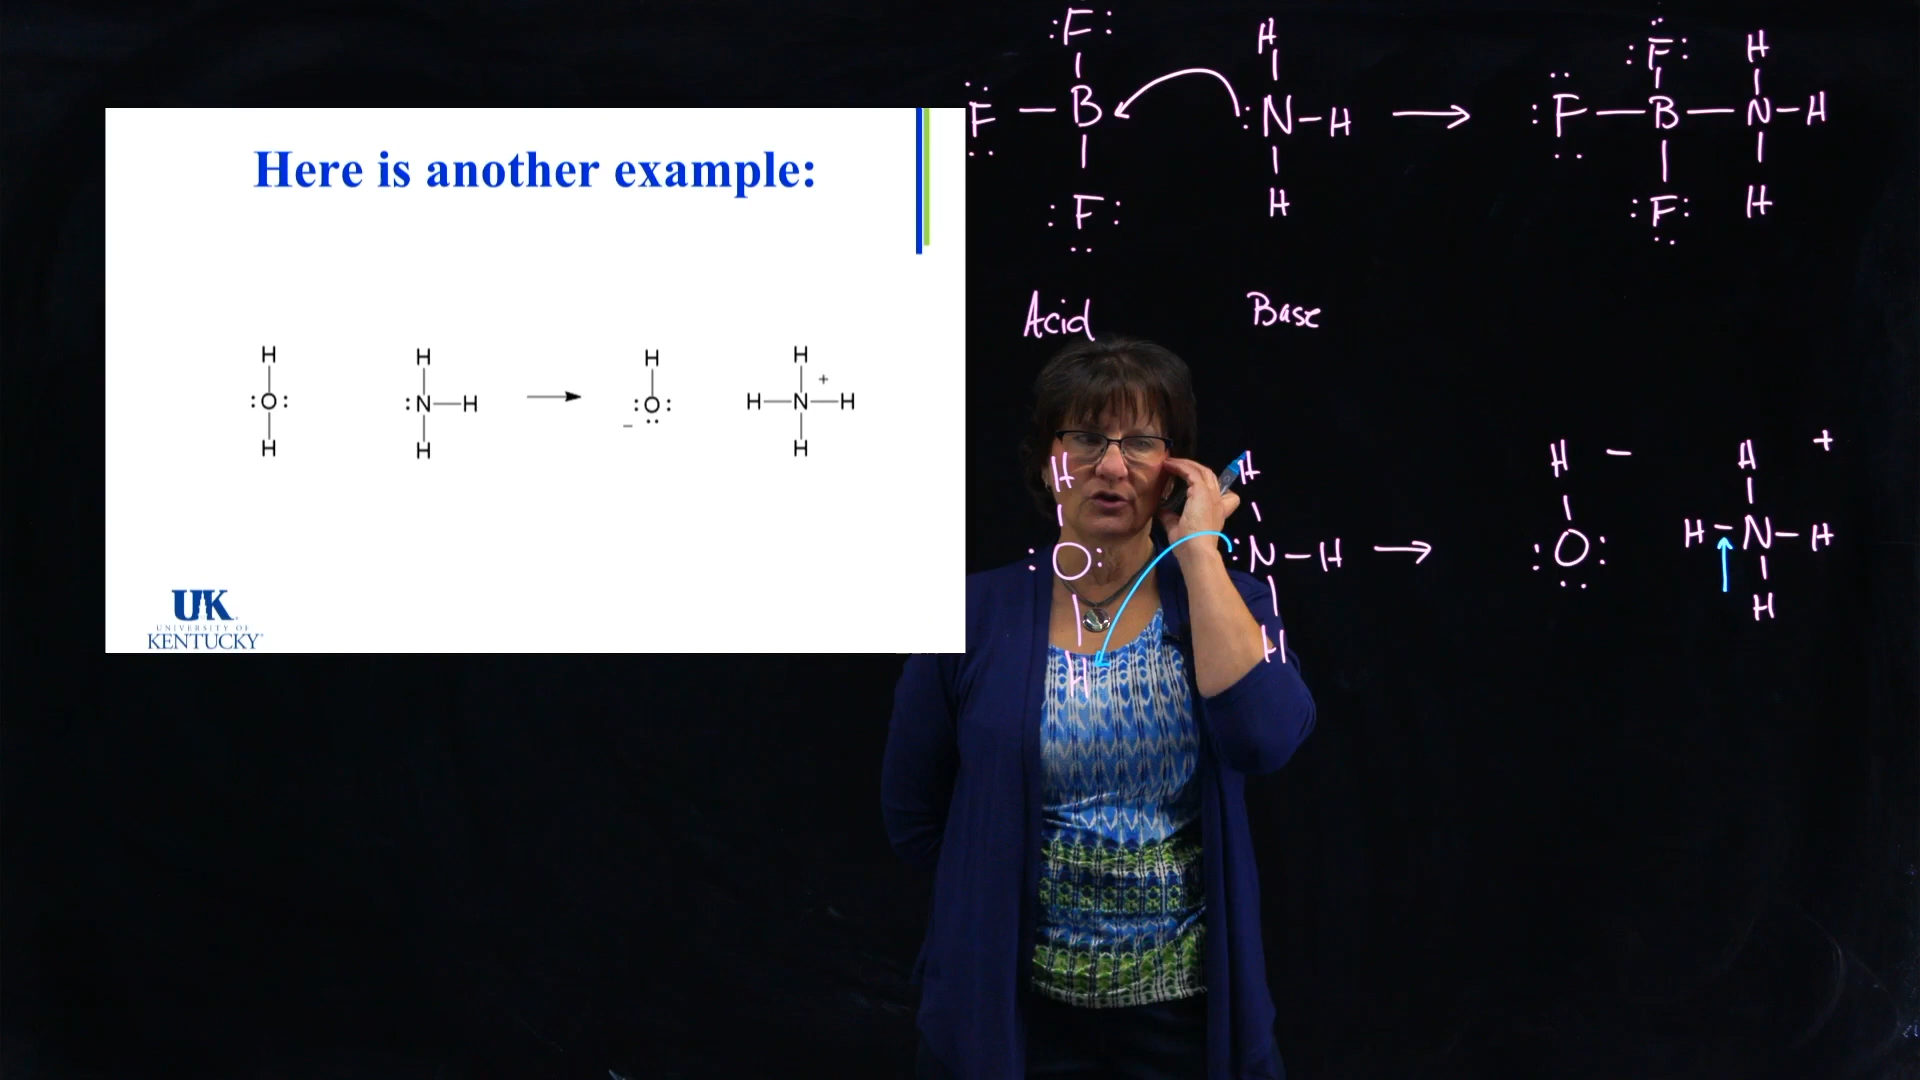 Here is another example:
H H H H
:O: :N—H → :O: H—N—H +
H H − ·· H
UK
UNIVERSITY OF
KENTUCKY
:F: H :F: H
F — B :N—H → :F—B—N—H
:F: H :F: H
Acid Base
H H H − H +
:O: :N—H → :O: H—N—H
H H H